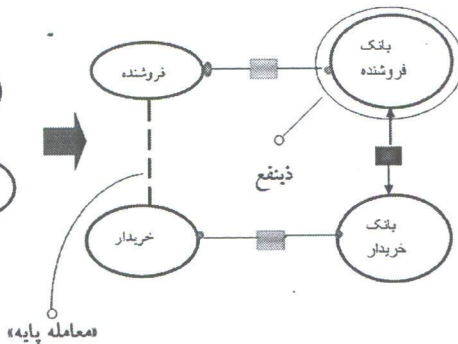 فروشنده
بانک
فروشنده
ذینفع
خریدار
بانک
خریدار
«معامله پایه»